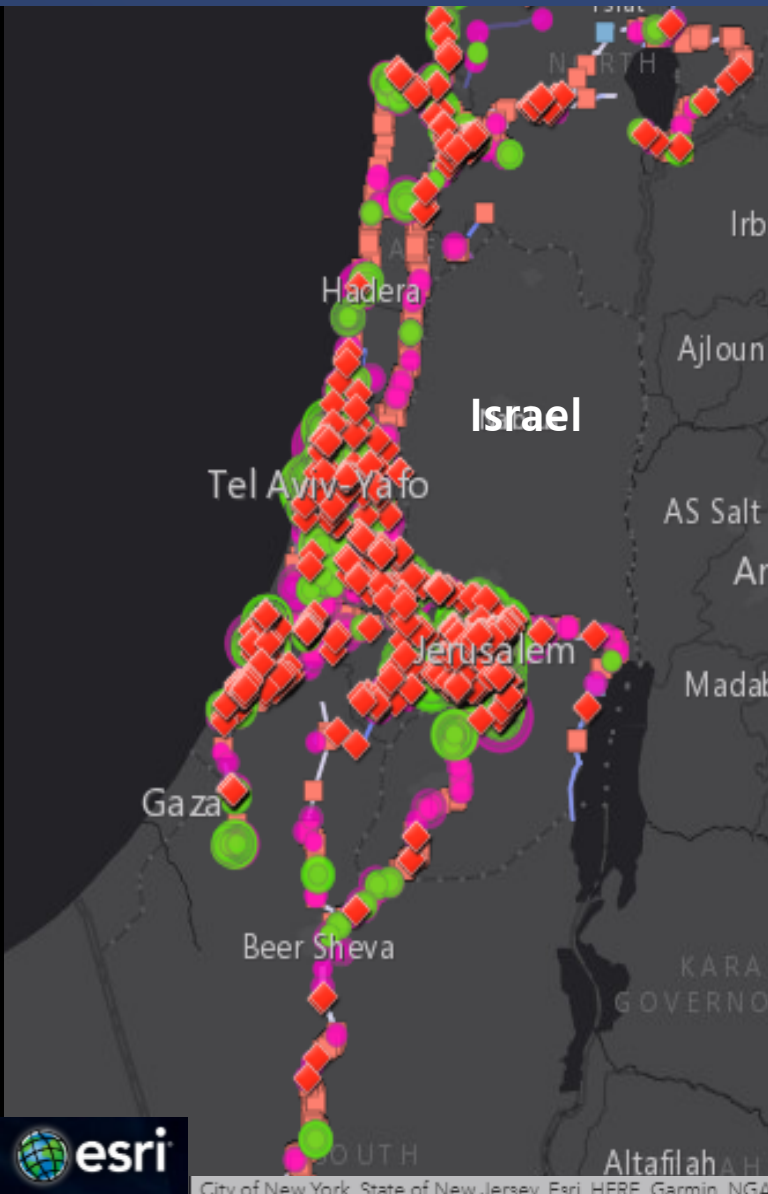 NORTH
Irb
Hadera
Ajloun
Israel
Tel Aviv-Yafo
AS Salt
Ar
Jerusalem
Madab
Gaza
Beer Sheva
KARA
GOVERNO
SOUTH
Altafilah AH
esri
City of New York, State of New Jersey, Esri, HERE, Garmin, NGA